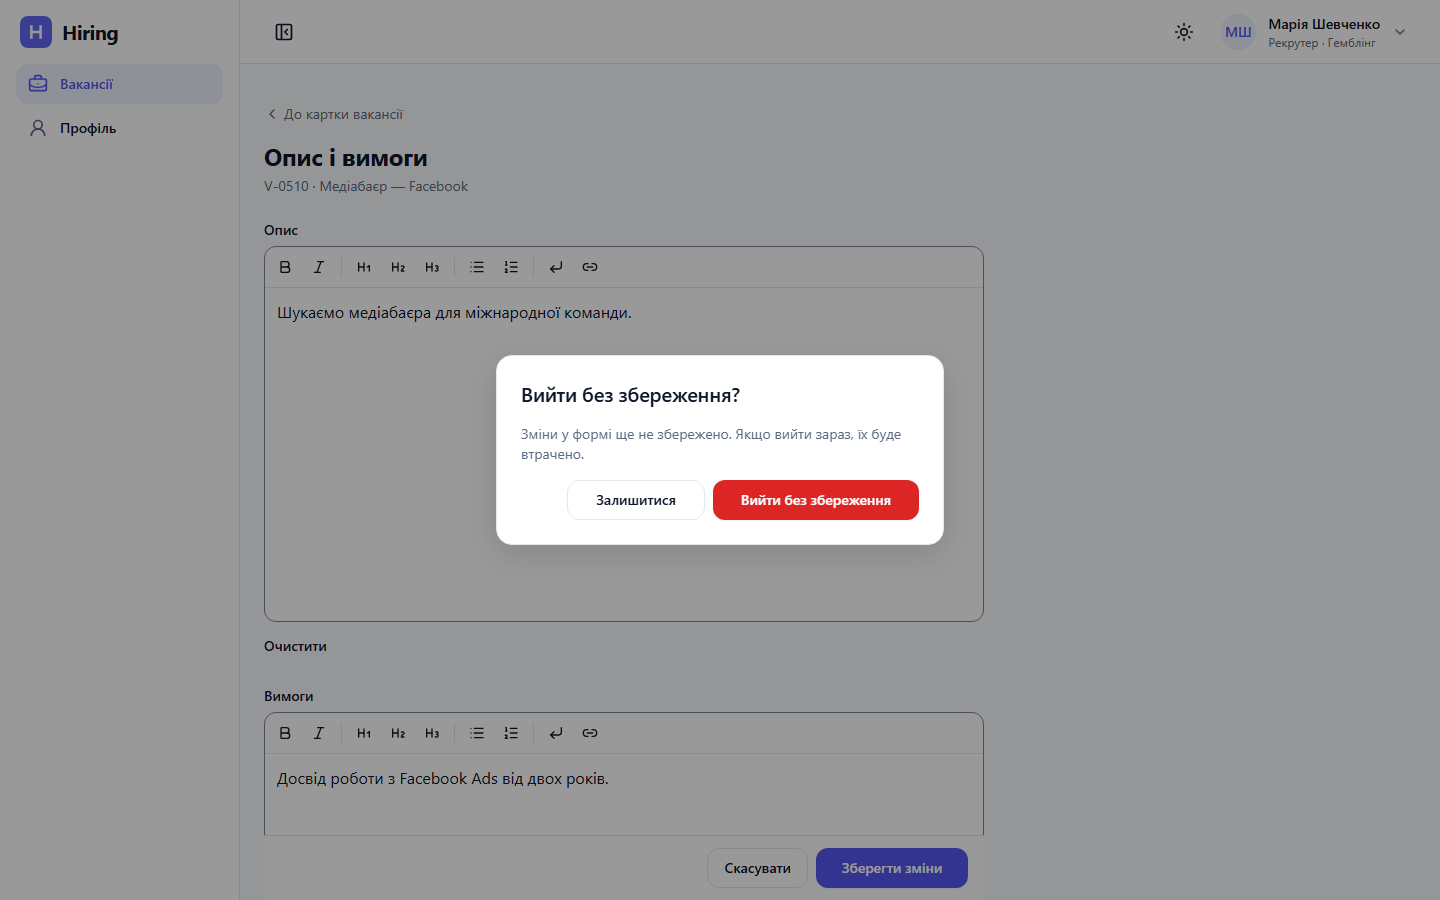 H Hiring
Вакансії
Профіль
МШ
Марія Шевченко
Рекрутер · Гемблінг
До картки вакансії
Опис і вимоги
V-0510 · Медіабаєр — Facebook
Опис
B I H1 H2 H3
Шукаємо медіабаєра для міжнародної команди.
Вийти без збереження?
Зміни у формі ще не збережено. Якщо вийти зараз, їх буде
втрачено.
Залишитися
Вийти без збереження
Очистити
Вимоги
B I H1 H2 H3
Досвід роботи з Facebook Ads від двох років.
Скасувати
Зберегти зміни